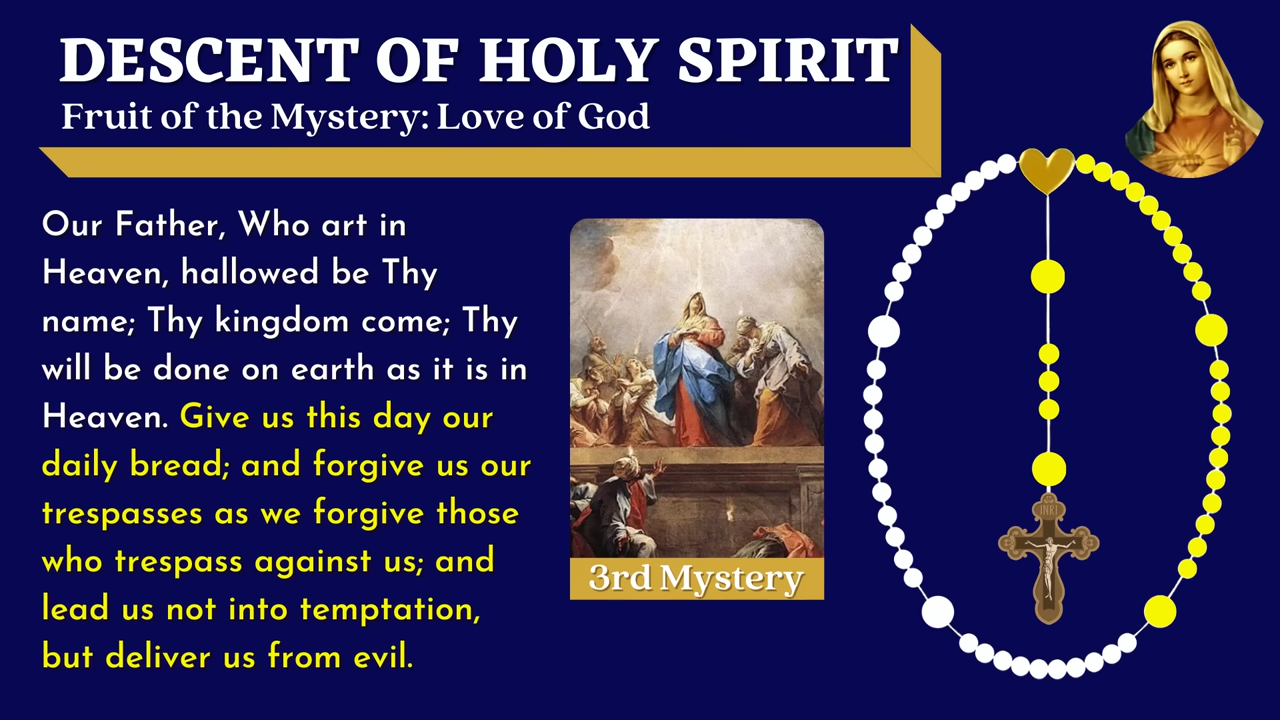 DESCENT OF HOLY SPIRIT
Fruit of the Mystery: Love of God
Our Father, Who art in
Heaven, hallowed be Thy
name; Thy kingdom come; Thy
will be done on earth as it is in
Heaven. Give us this day our
daily bread; and forgive us our
trespasses as we forgive those
who trespass against us; and
lead us not into temptation,
but deliver us from evil.
3rd Mystery
INRI